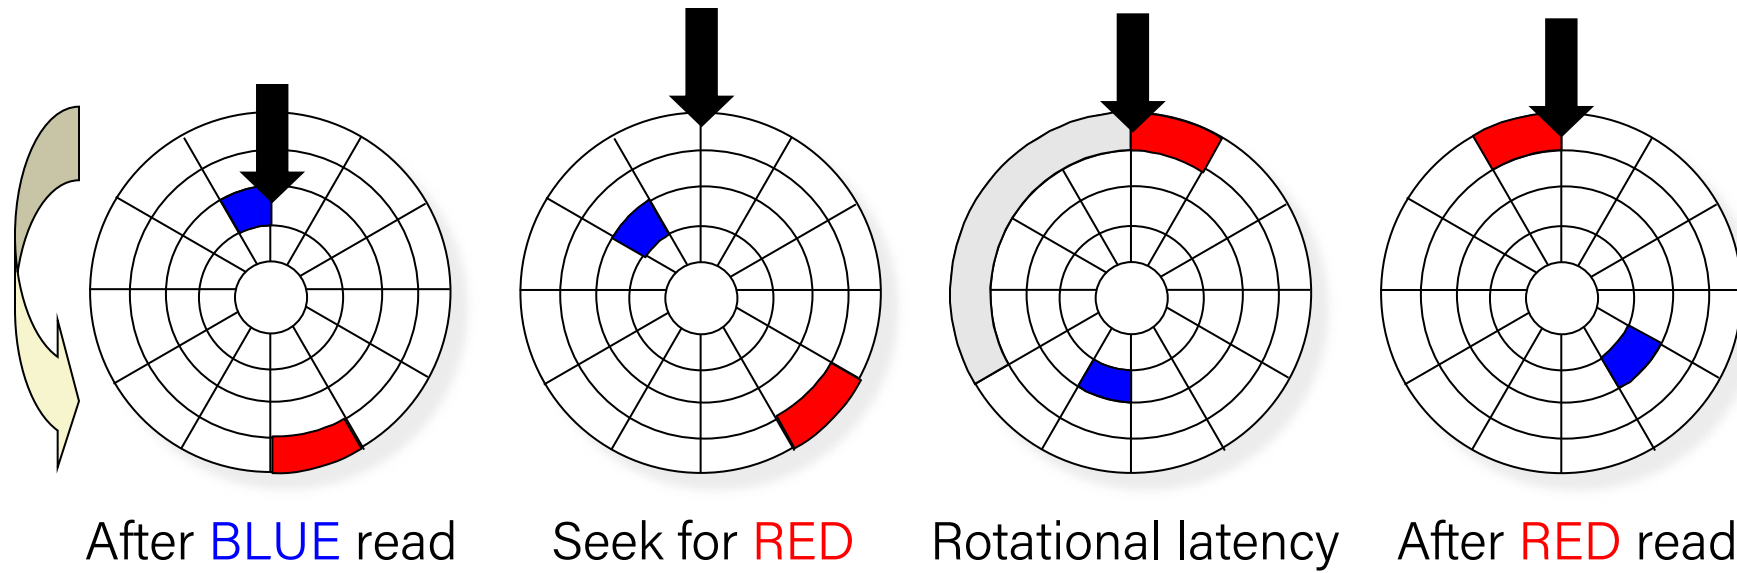 After BLUE read
Seek for RED
Rotational latency
After RED read